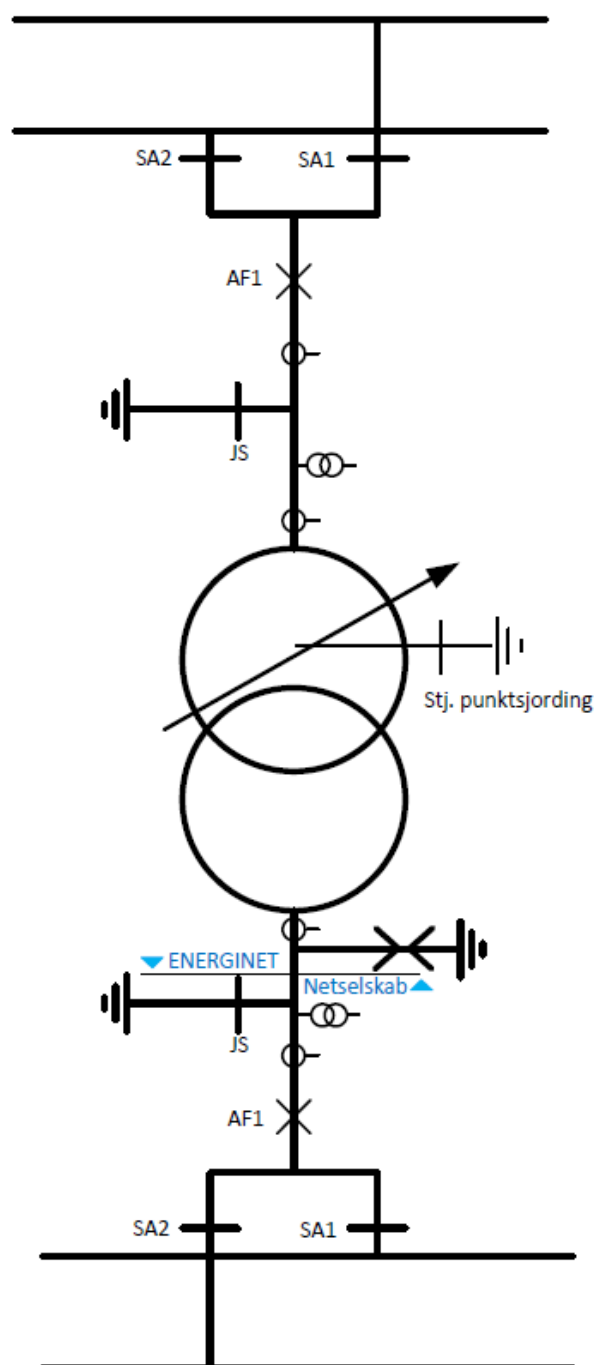 SA2
SA1
AF1
JS
Stj. punktsjording
ENERGINET
Netselskab
JS
AF1
SA2
SA1